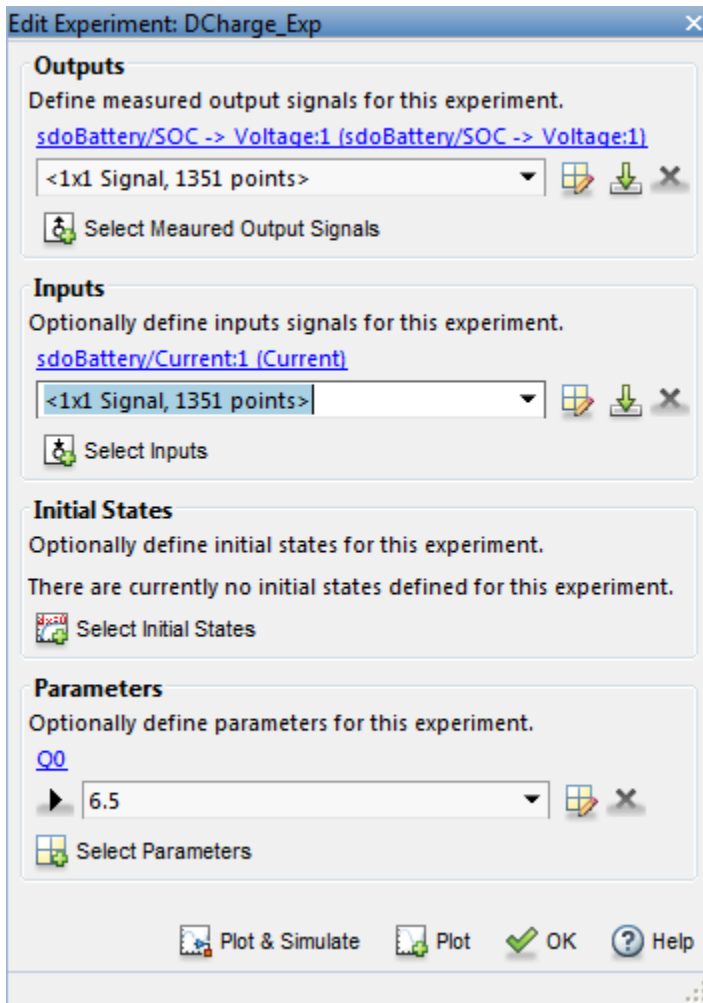 Edit Experiment: DCharge_Exp
Outputs
Define measured output signals for this experiment.
sdoBattery/SOC -> Voltage:1 (sdoBattery/SOC -> Voltage:1)
<1x1 Signal, 1351 points>
Select Meaured Output Signals
Inputs
Optionally define inputs signals for this experiment.
sdoBattery/Current:1 (Current)
<1x1 Signal, 1351 points>
Select Inputs
Initial States
Optionally define initial states for this experiment.
There are currently no initial states defined for this experiment.
Select Initial States
Parameters
Optionally define parameters for this experiment.
Q0
6.5
Select Parameters
Plot & Simulate Plot OK Help